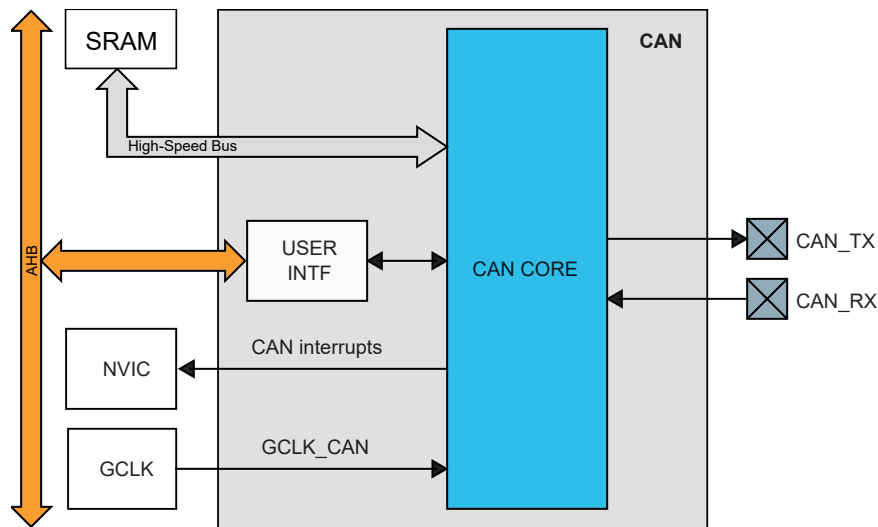 SRAM
CAN
High-Speed Bus
AHB
USER
INTF
CAN CORE
CAN_TX
CAN_RX
CAN interrupts
NVIC
GCLK_CAN
GCLK